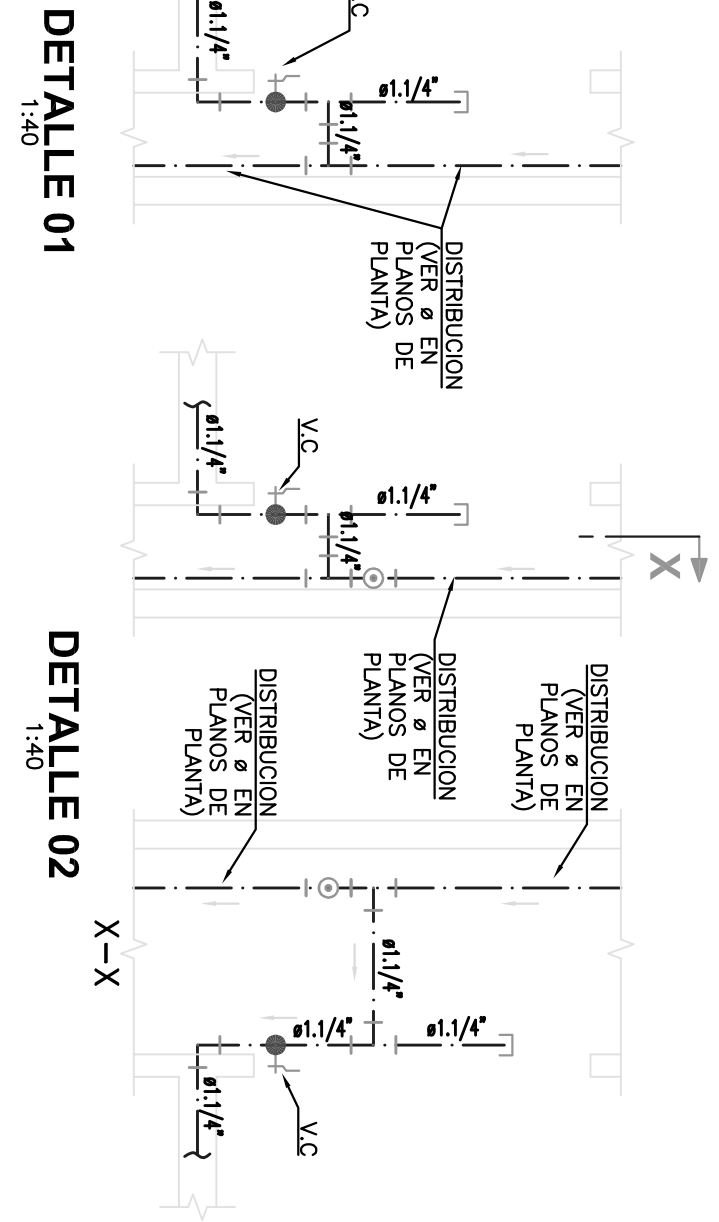 .C
ø1.1/4"
ø1.1/4"
ø1.1/4"
DISTRIBUCION
(VER ø EN
PLANOS DE
PLANTA)
DETALLE 01
1:40
V.C
ø1.1/4"
ø1.1/4"
ø1.1/4"
X
DISTRIBUCION
(VER ø EN
PLANOS DE
PLANTA)
DETALLE 02
1:40
DISTRIBUCION
(VER ø EN
PLANOS DE
PLANTA)
DISTRIBUCION
(VER ø EN
PLANOS DE
PLANTA)
ø1.1/4"
ø1.1/4"
ø1.1/4"
ø1.1/4"
V.C
X–X